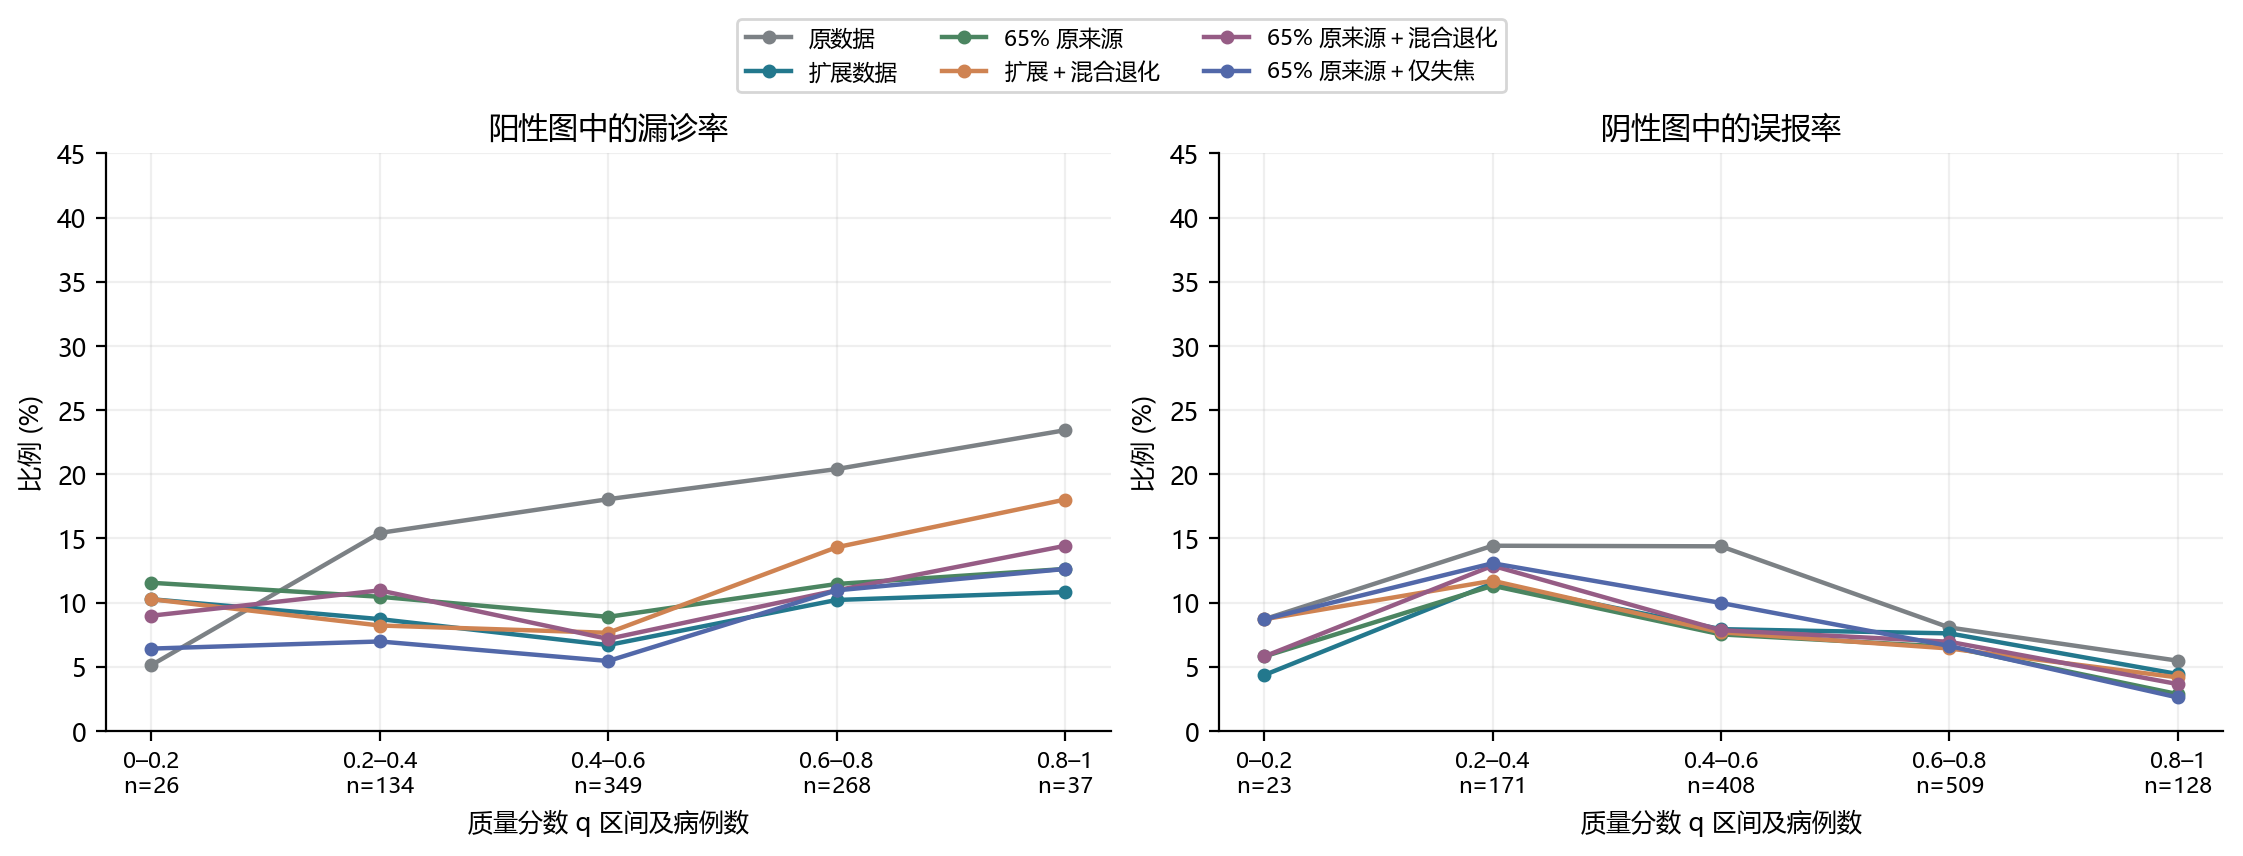 原数据
扩展数据
65% 原来源
扩展 + 混合退化
65% 原来源 + 混合退化
65% 原来源 + 仅失焦
阳性图中的漏诊率
比例 (%)
45
40
35
30
25
20
15
10
5
0
0–0.2
n=26
0.2–0.4
n=134
0.4–0.6
n=349
0.6–0.8
n=268
0.8–1
n=37
质量分数 q 区间及病例数
阴性图中的误报率
比例 (%)
45
40
35
30
25
20
15
10
5
0
0–0.2
n=23
0.2–0.4
n=171
0.4–0.6
n=408
0.6–0.8
n=509
0.8–1
n=128
质量分数 q 区间及病例数